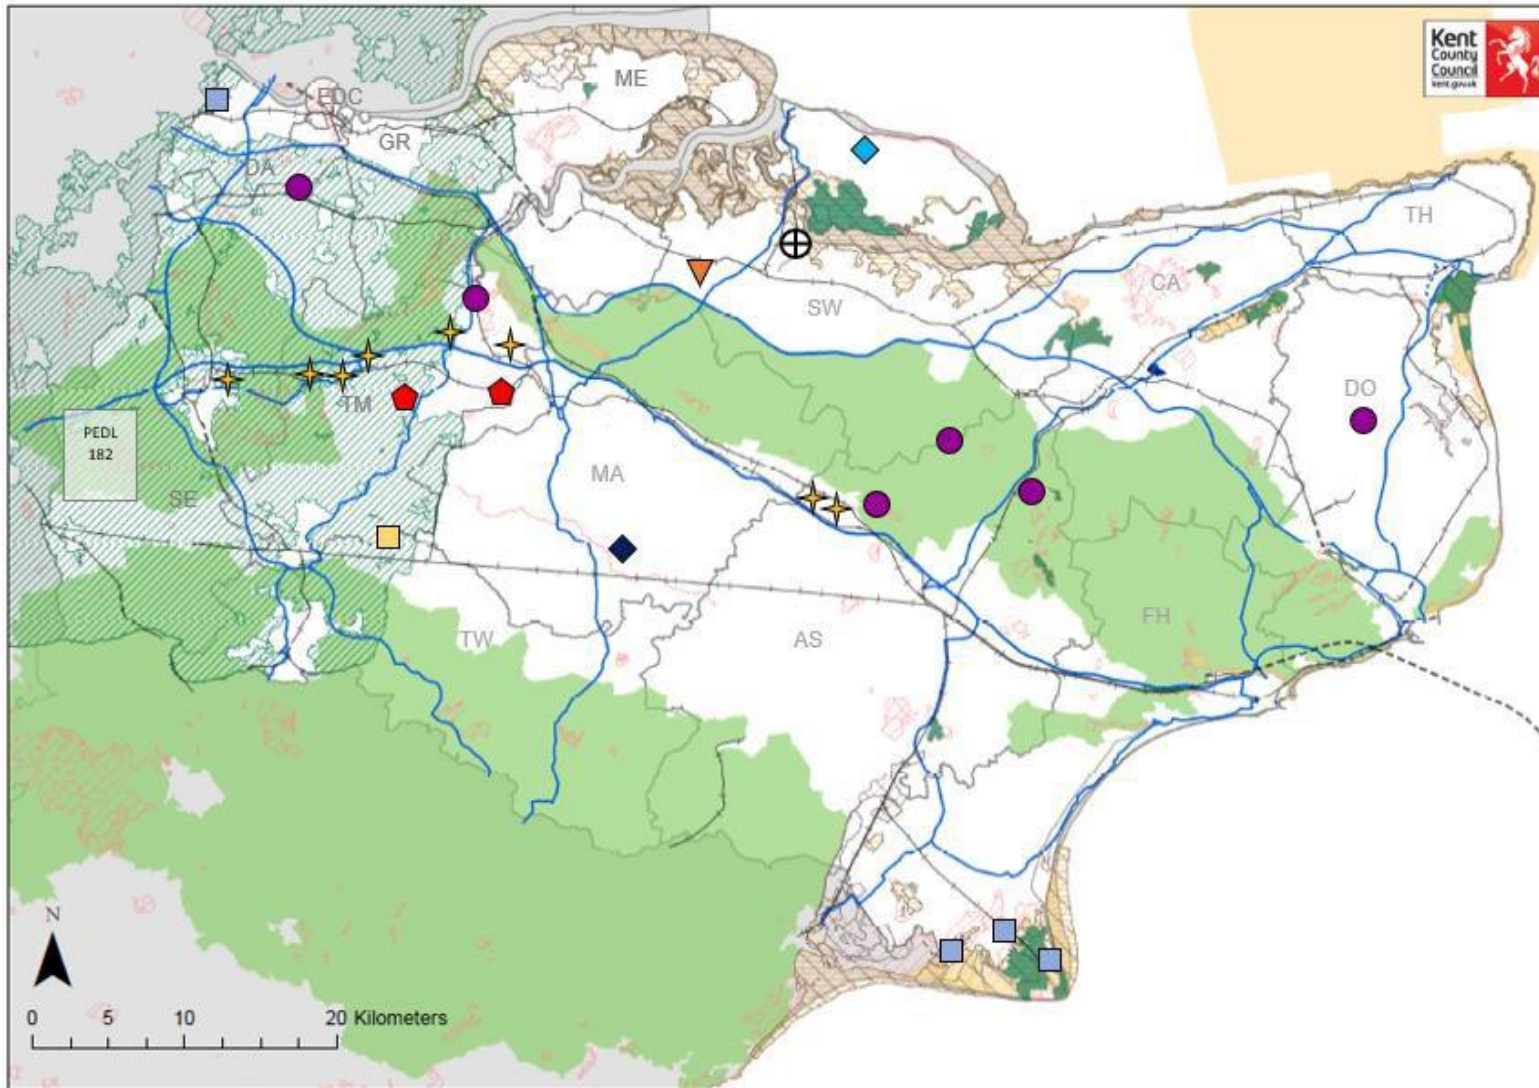 Kent
County
Council
kent.gov.uk
ME
EDC
GR
DA
TH
CA
SW
DO
TM
PEDL
182
MA
SE
TW
AS
FH
N
0 5 10 20 Kilometers